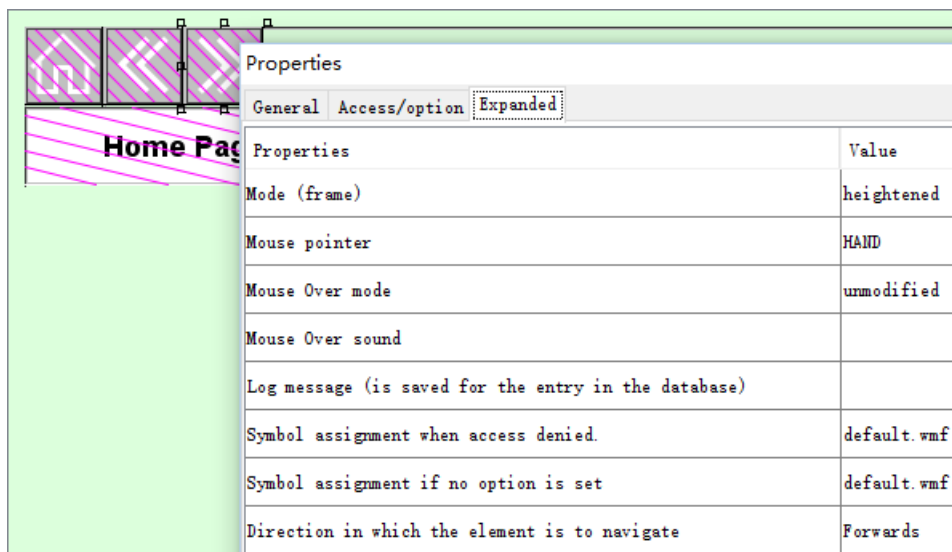 Properties
General Access/option Expanded
Home Pag
Properties Value
Mode (frame) heightened
Mouse pointer HAND
Mouse Over mode unmodified
Mouse Over sound
Log message (is saved for the entry in the database)
Symbol assignment when access denied. default.wmf
Symbol assignment if no option is set default.wmf
Direction in which the element is to navigate Forwards